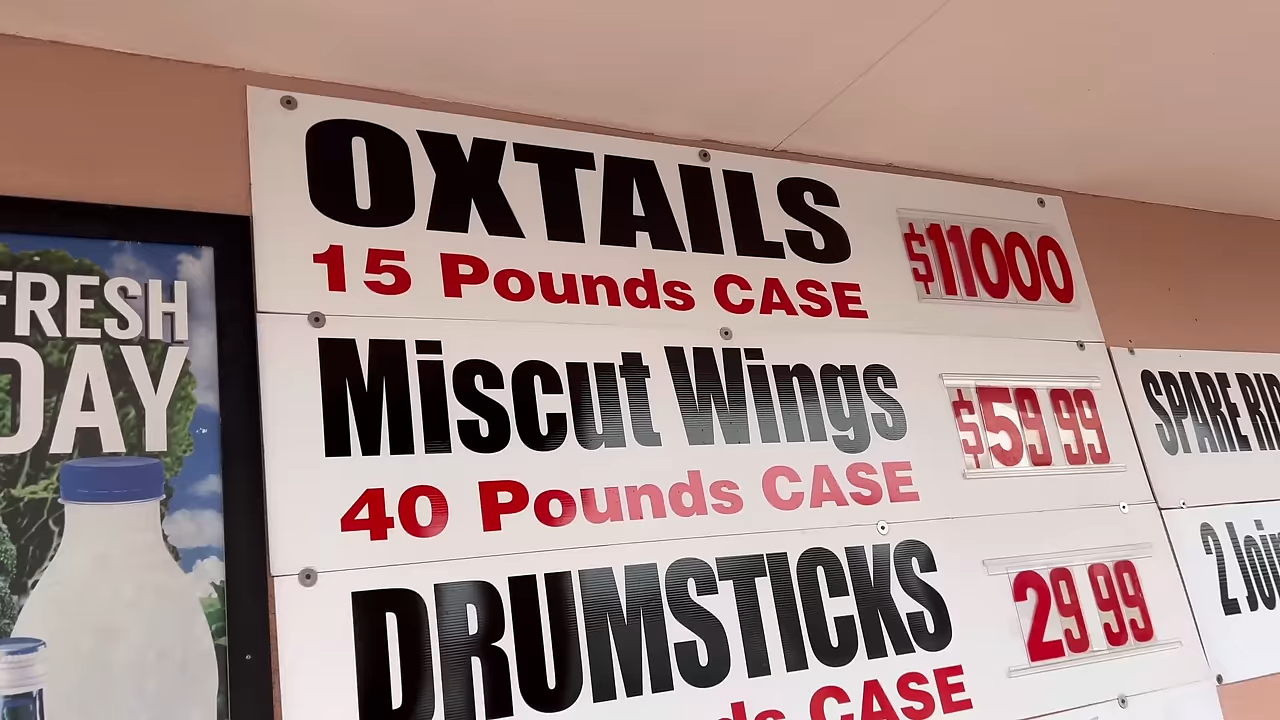 FRESH
DAY
OXTAILS $11000
15 Pounds CASE
Miscut Wings $59 99
40 Pounds CASE
DRUMSTICKS 29 99
CASE
SPARE
2